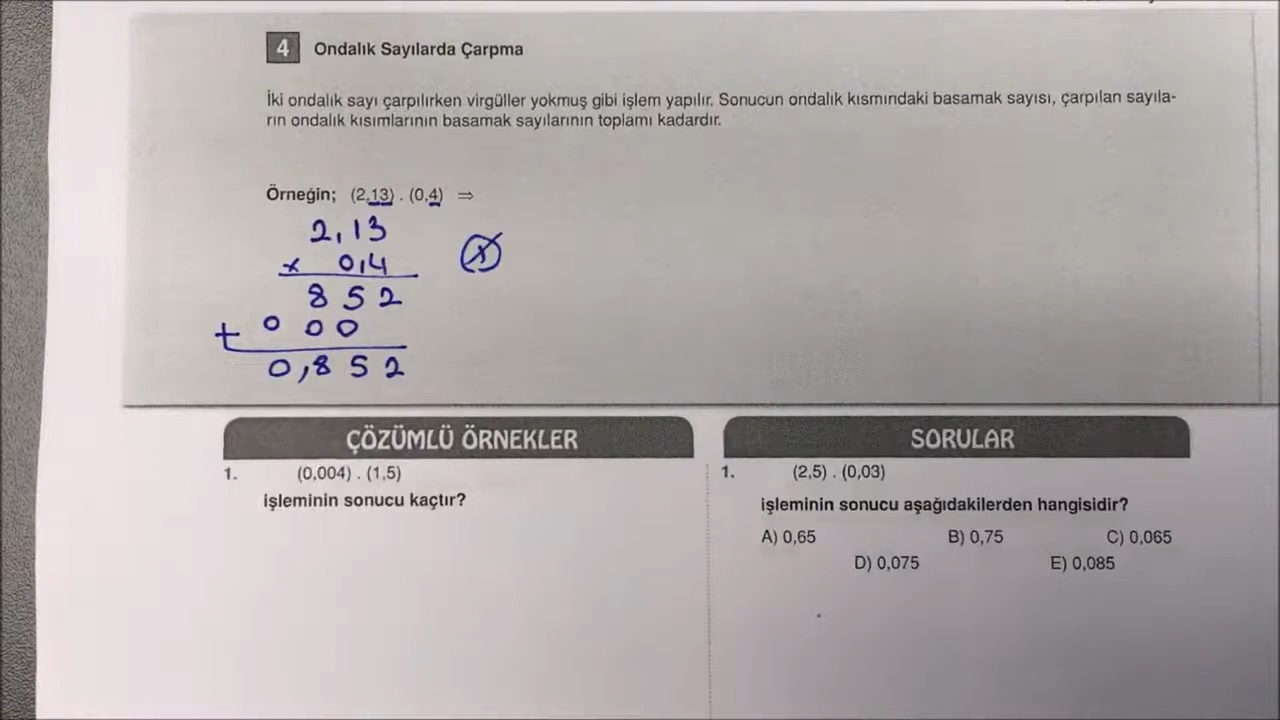 4 Ondalık Sayılarda Çarpma
İki ondalık sayı çarpılırken virgüller yokmuş gibi işlem yapılır. Sonucun ondalık kısmındaki basamak sayısı, çarpılan sayıla-
rın ondalık kısımlarının basamak sayılarının toplamı kadardır.
Örneğin; (2,13) . (0,4) ⇒
2,13
x 0,4
852
+ 000
0,852
ÇÖZÜMLÜ ÖRNEKLER
1. (0,004) . (1,5)
işleminin sonucu kaçtır?
SORULAR
1. (2,5) . (0,03)
işleminin sonucu aşağıdakilerden hangisidir?
A) 0,65 B) 0,75 C) 0,065
D) 0,075 E) 0,085